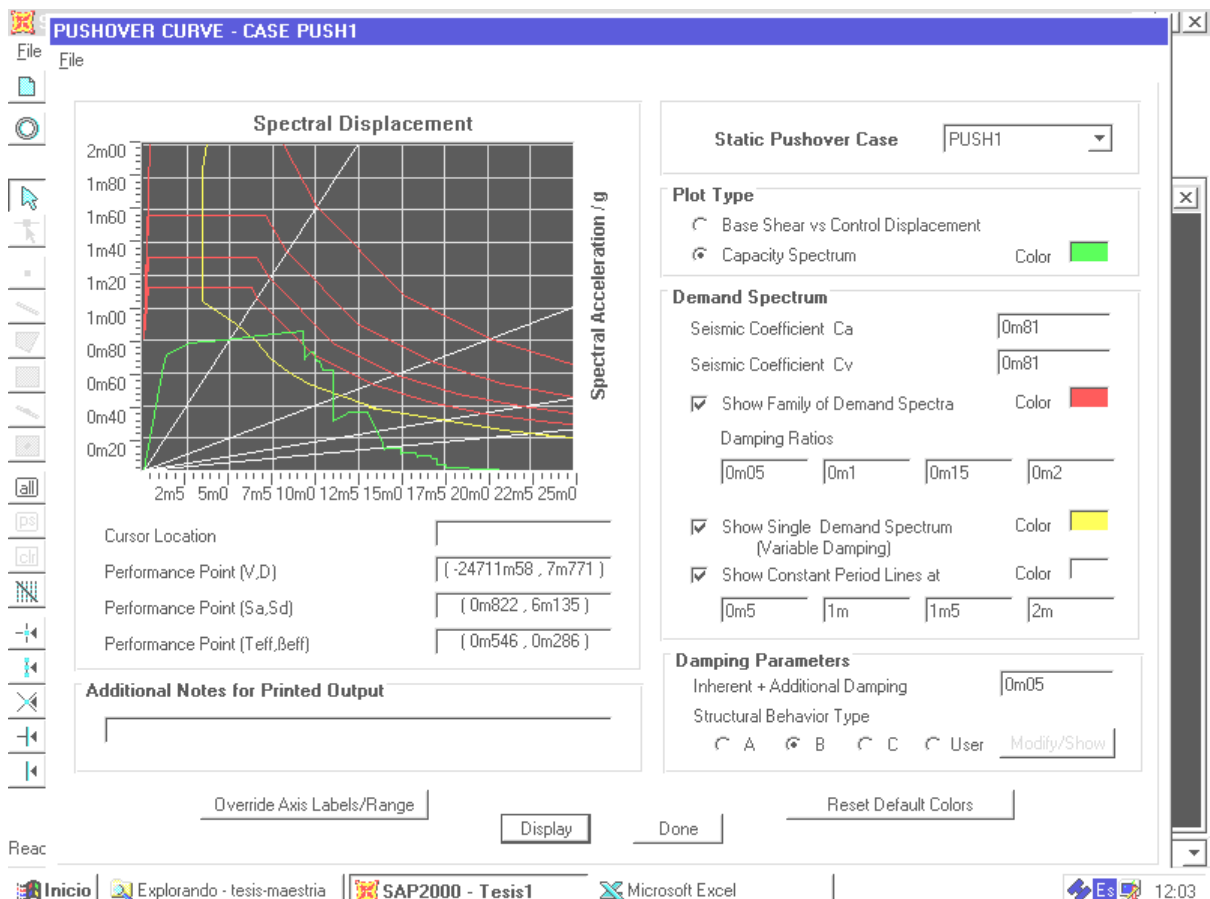 PUSHOVER CURVE - CASE PUSH1
File
File
Spectral Displacement
2m00
1m80
1m60
1m40
1m20
1m00
0m80
0m60
0m40
0m20
2m5 5m0 7m5 10m0 12m5 15m0 17m5 20m0 22m5 25m0
Spectral Acceleration / g
Cursor Location
Performance Point (V,D) ( -24711m58 , 7m771 )
Performance Point (Sa,Sd) ( 0m822 , 6m135 )
Performance Point (Teff,ßeff) ( 0m546 , 0m286 )
Additional Notes for Printed Output
Static Pushover Case PUSH1
Plot Type
Base Shear vs Control Displacement
Capacity Spectrum Color
Demand Spectrum
Seismic Coefficient Ca 0m81
Seismic Coefficient Cv 0m81
Show Family of Demand Spectra Color
Damping Ratios
0m05 0m1 0m15 0m2
Show Single Demand Spectrum Color
(Variable Damping)
Show Constant Period Lines at Color
0m5 1m 1m5 2m
Damping Parameters
Inherent + Additional Damping 0m05
Structural Behavior Type
A B C User Modify/Show
Override Axis Labels/Range
Reset Default Colors
Display Done
all
ps
clr
Reac
Inicio Explorando - tesis-maestria SAP2000 - Tesis1 Microsoft Excel Es 12:03